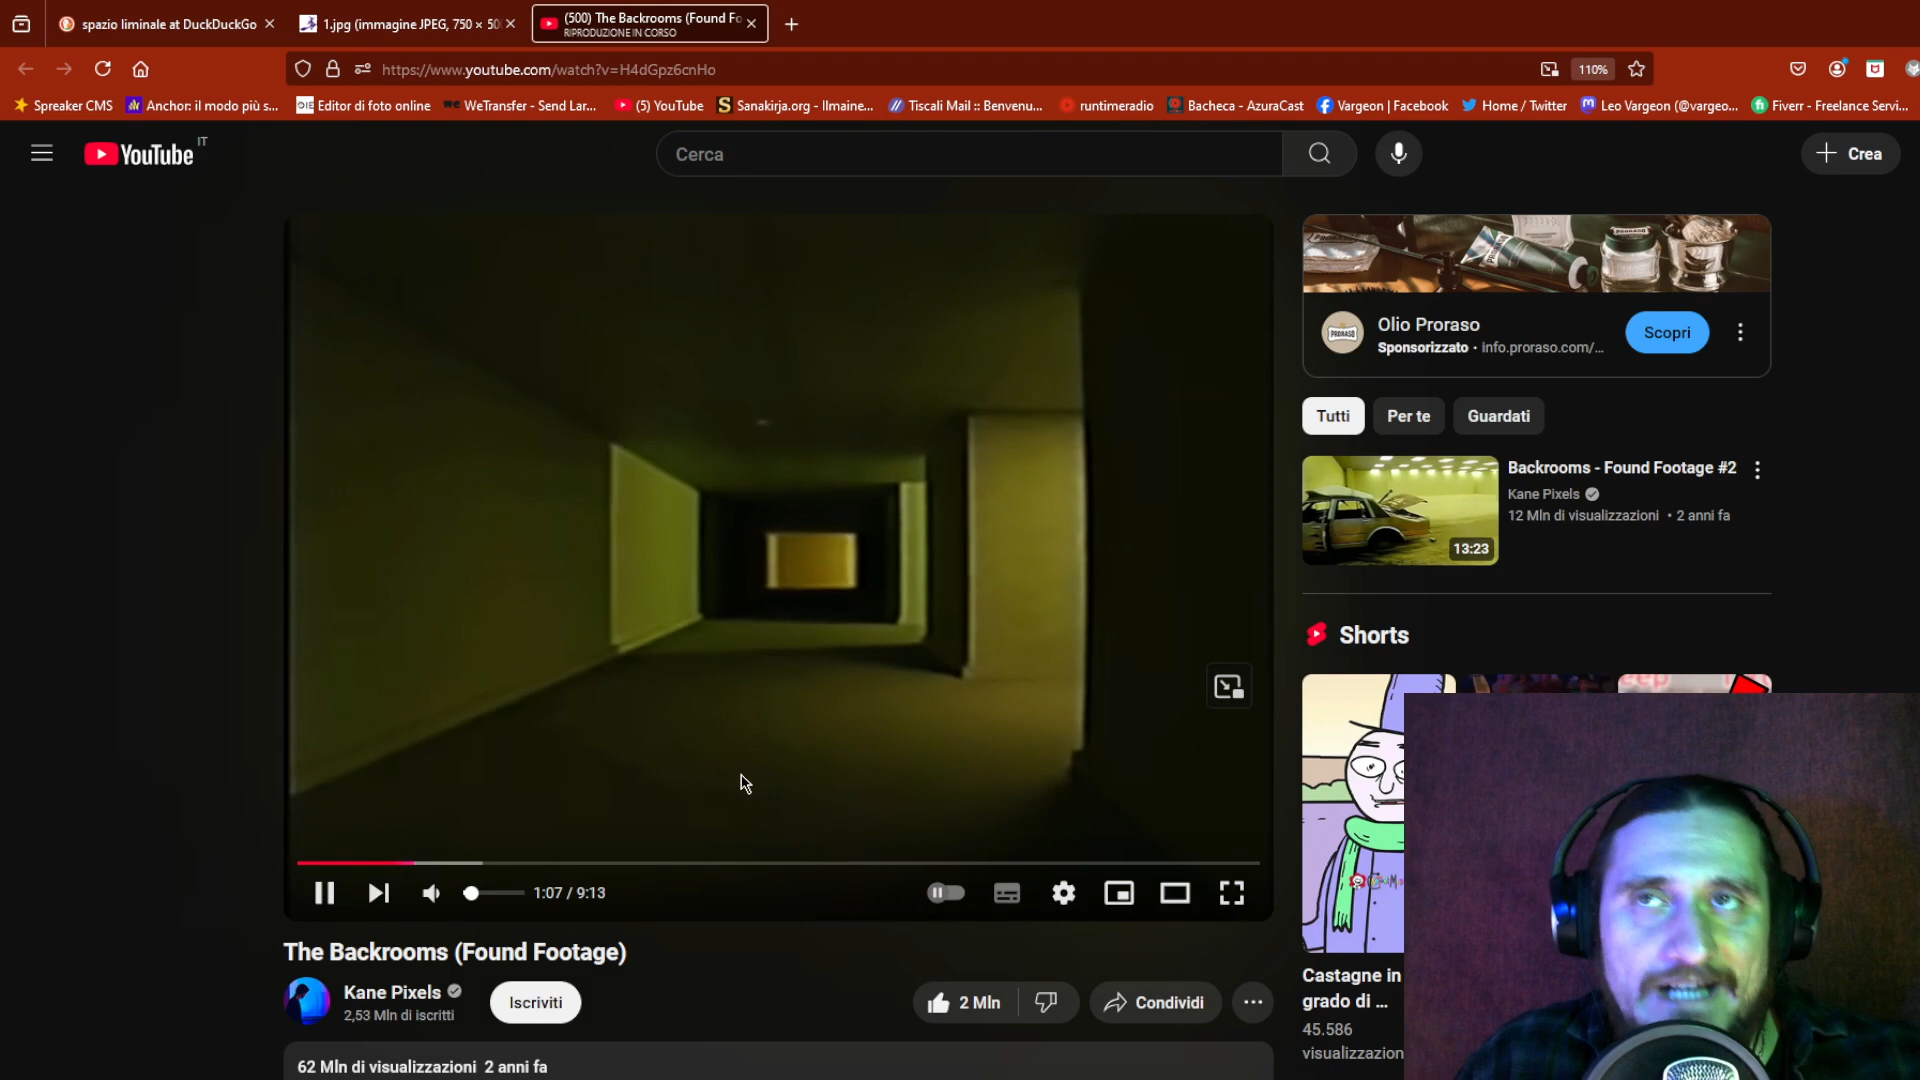 spazio liminale at DuckDuckGo
1.jpg (immagine JPEG, 750 × 50
(500) The Backrooms (Found Fo
RIPRODUZIONE IN CORSO
https://www.youtube.com/watch?v=H4dGpz6cnHo
110%
Spreaker CMS
Anchor: il modo più s...
Editor di foto online
WeTransfer - Send Lar...
(5) YouTube
Sanakirja.org - Ilmaine...
Tiscali Mail :: Benvenu...
runtimeradio
Bacheca - AzuraCast
Vargeon | Facebook
Home / Twitter
Leo Vargeon (@vargeo...
Fiverr - Freelance Servi...
YouTube IT
Cerca
Crea
PRORASO
Olio Proraso
Sponsorizzato • info.proraso.com/...
Scopri
Tutti
Per te
Guardati
Backrooms - Found Footage #2
Kane Pixels
12 Mln di visualizzazioni • 2 anni fa
13:23
Shorts
1:07 / 9:13
The Backrooms (Found Footage)
Kane Pixels
2,53 Mln di iscritti
Iscriviti
2 Mln
Condividi
Castagne in
grado di ...
45.586
visualizzazion
62 Mln di visualizzazioni 2 anni fa